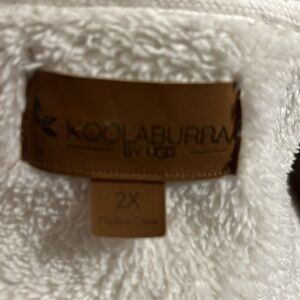 KOOLABURRA
BY UGG
2X
Made in China